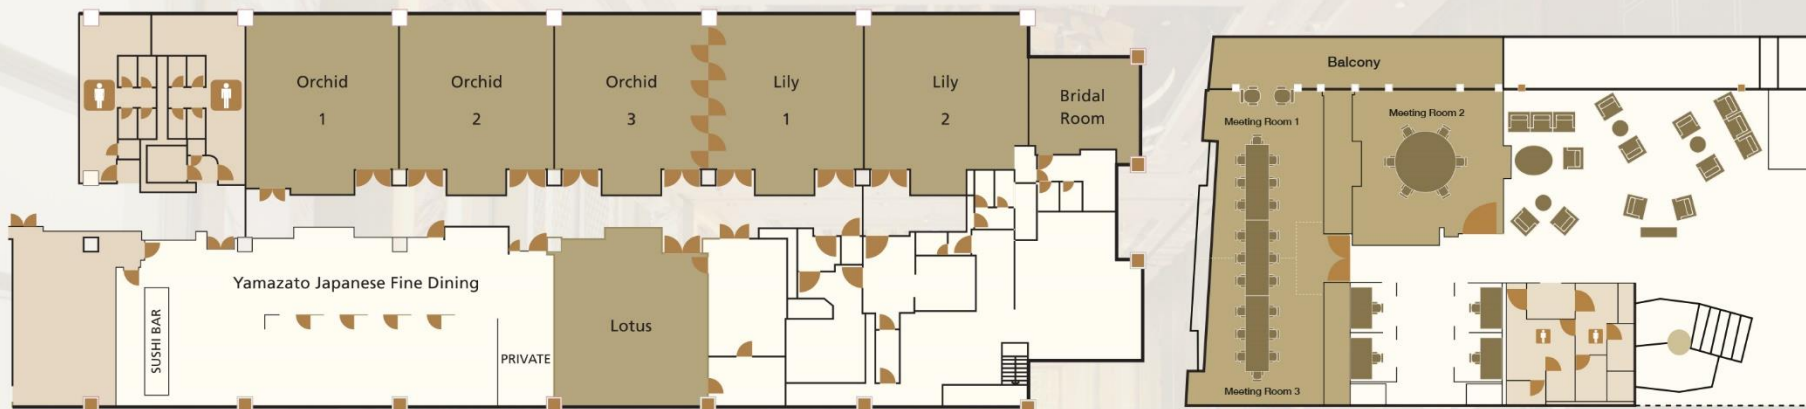 Orchid
1
Orchid
2
Orchid
3
Lily
1
Lily
2
Bridal
Room
Yamazato Japanese Fine Dining
SUSHI BAR
PRIVATE
Lotus
Balcony
Meeting Room 1
Meeting Room 2
Meeting Room 3